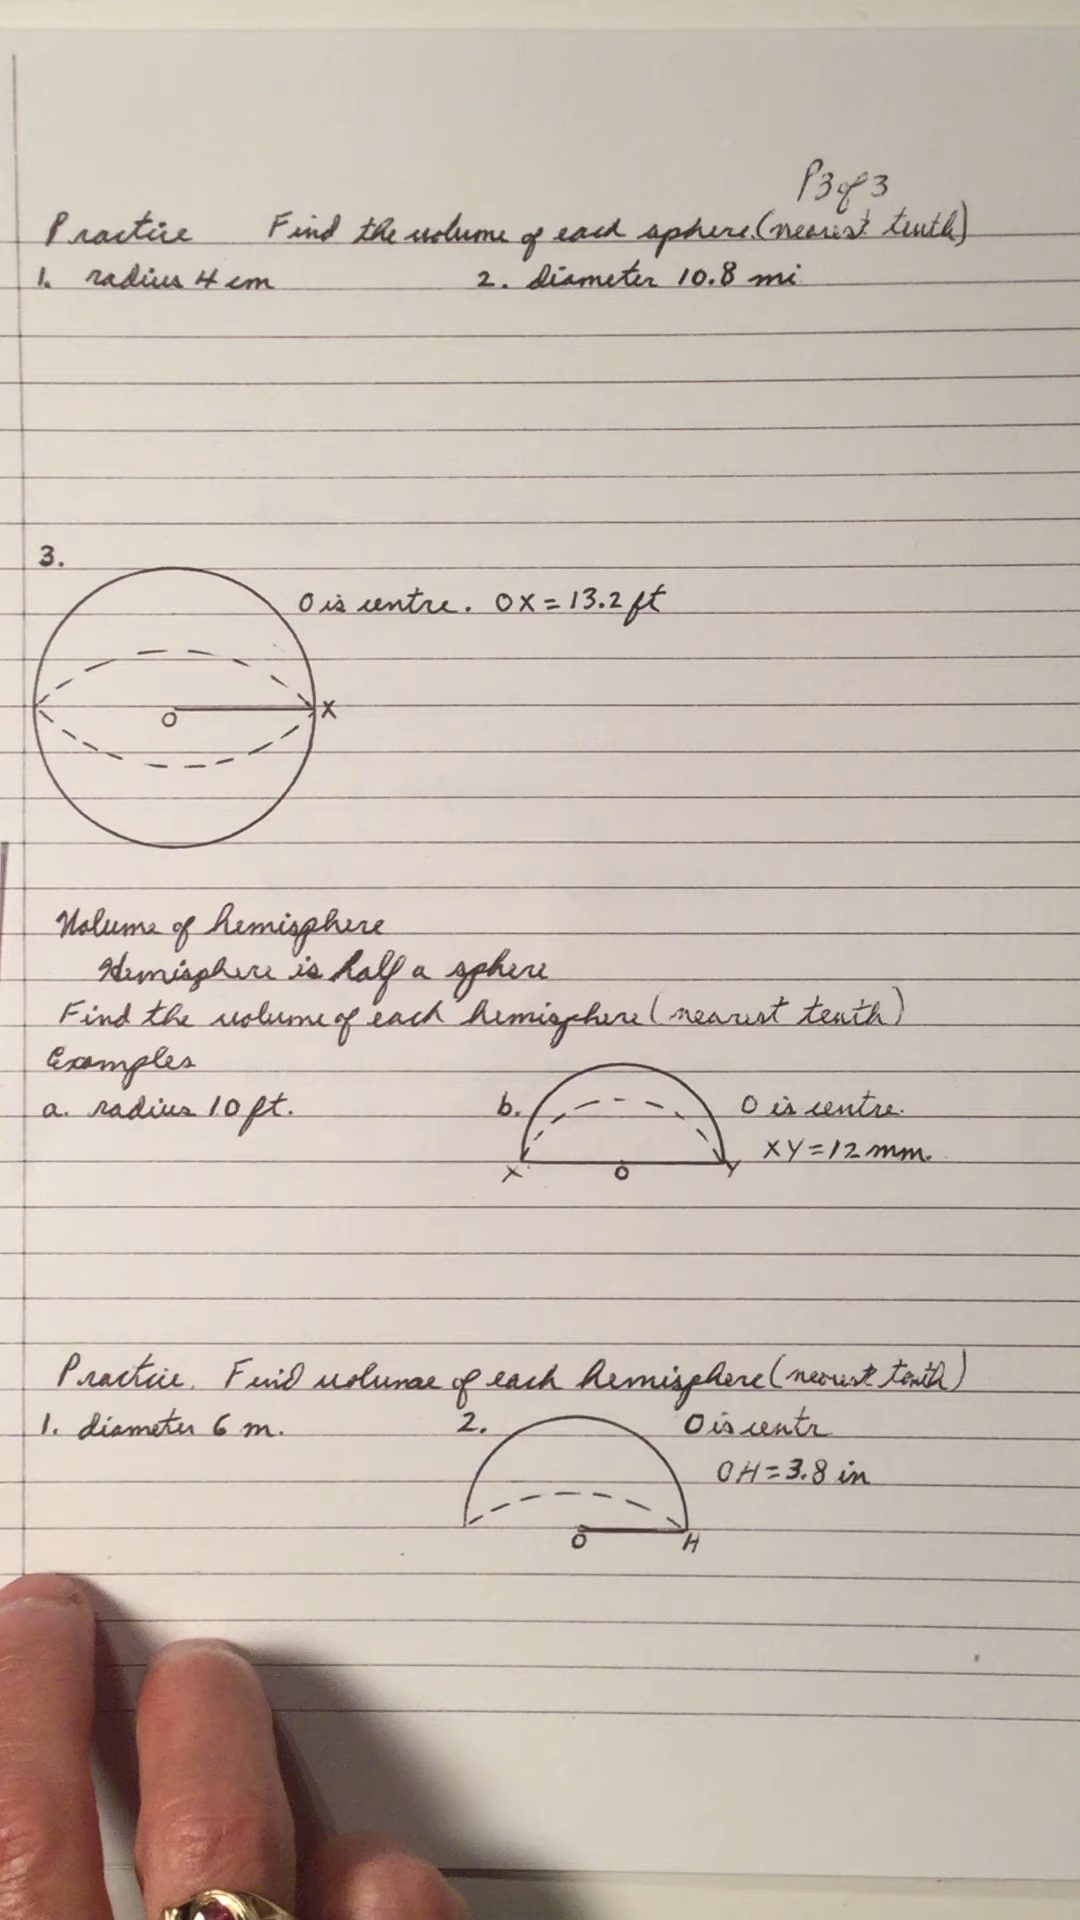 P3 of 3
Practice Find the volume of each sphere. (nearest tenth)
1. radius 4 cm 2. diameter 10.8 mi
3.
O is centre. OX = 13.2 ft
O X
Volume of hemisphere
Hemisphere is half a sphere
Find the volume of each hemisphere (nearest tenth)
Examples
a. radius 10 ft. b. O is centre.
XY = 12 mm.
X O Y
Practice. Find volume of each hemisphere (nearest tenth)
1. diameter 6 m. 2. O is centr
OH = 3.8 in
O H